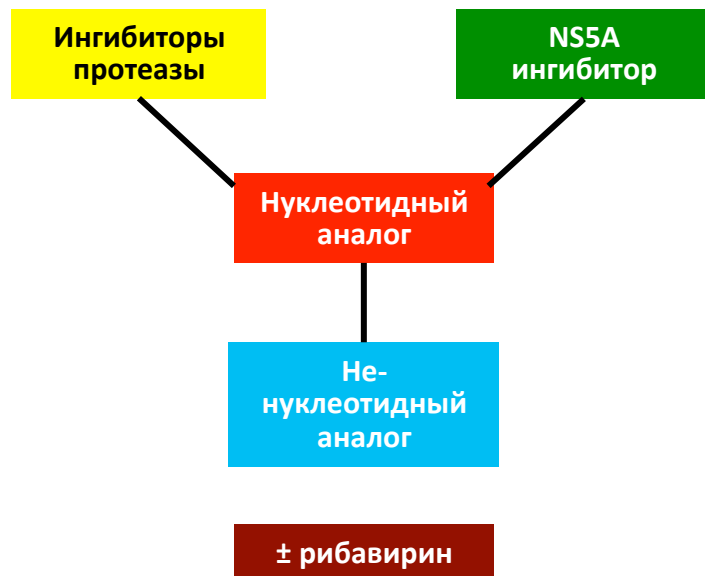 Ингибиторы
протеазы
NS5A
ингибитор
Нуклеотидный
аналог
Не-
нуклеотидный
аналог
± рибавирин